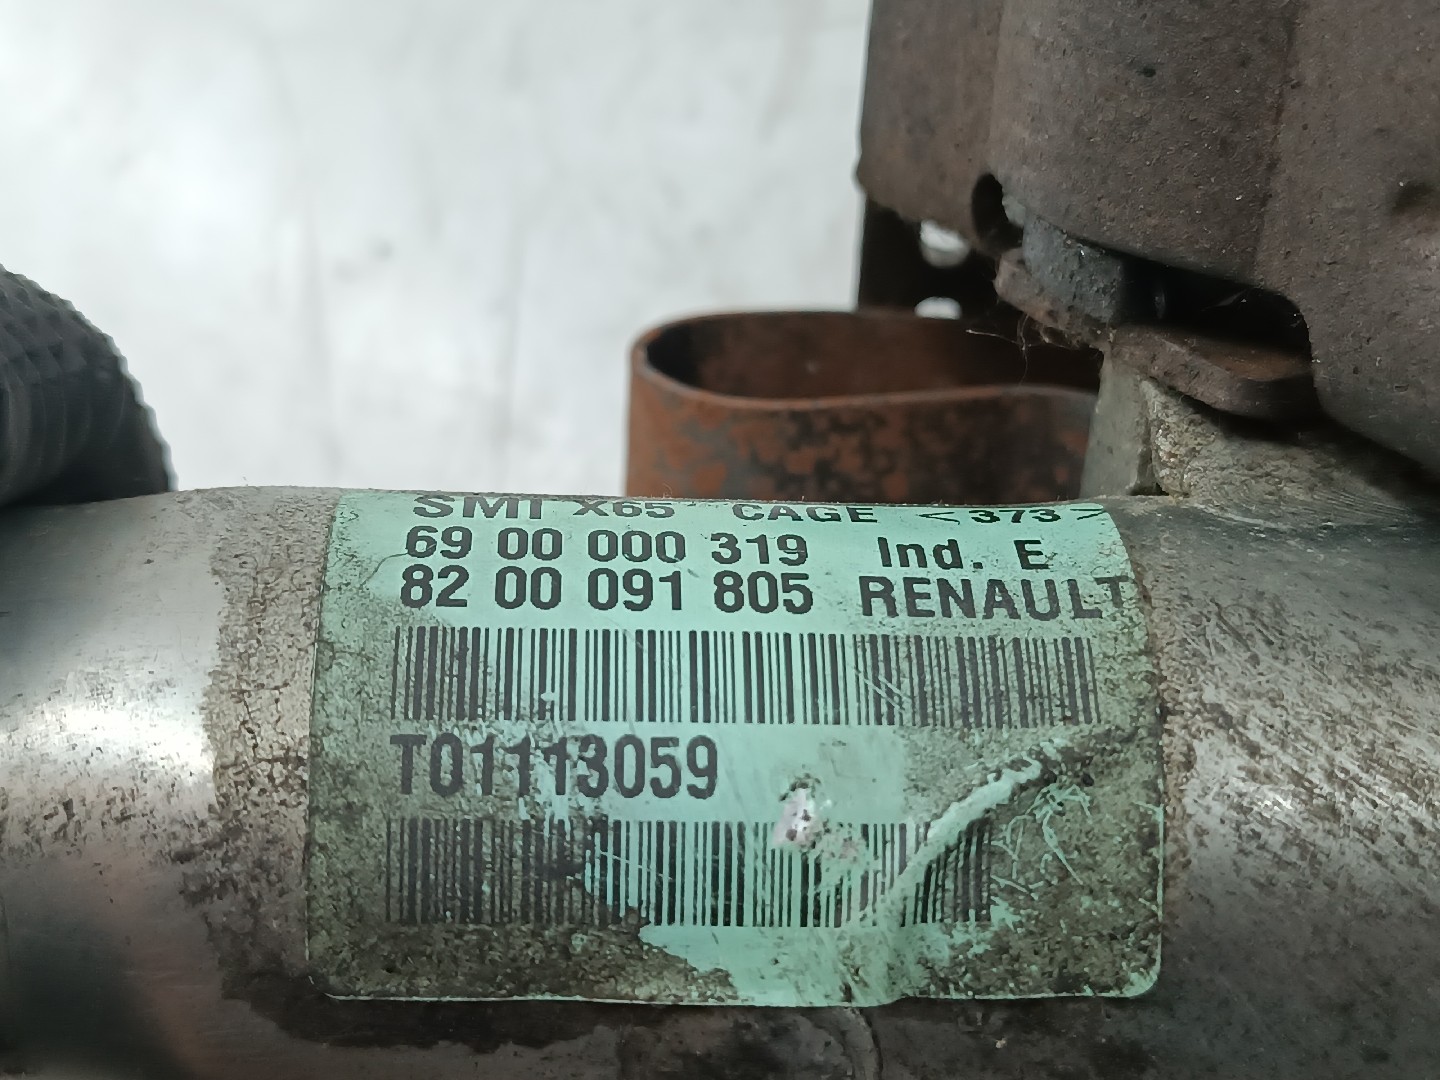 SMI X65 CAGE <373>
69 00 000 319 Ind. E
82 00 091 805 RENAULT
T01113059